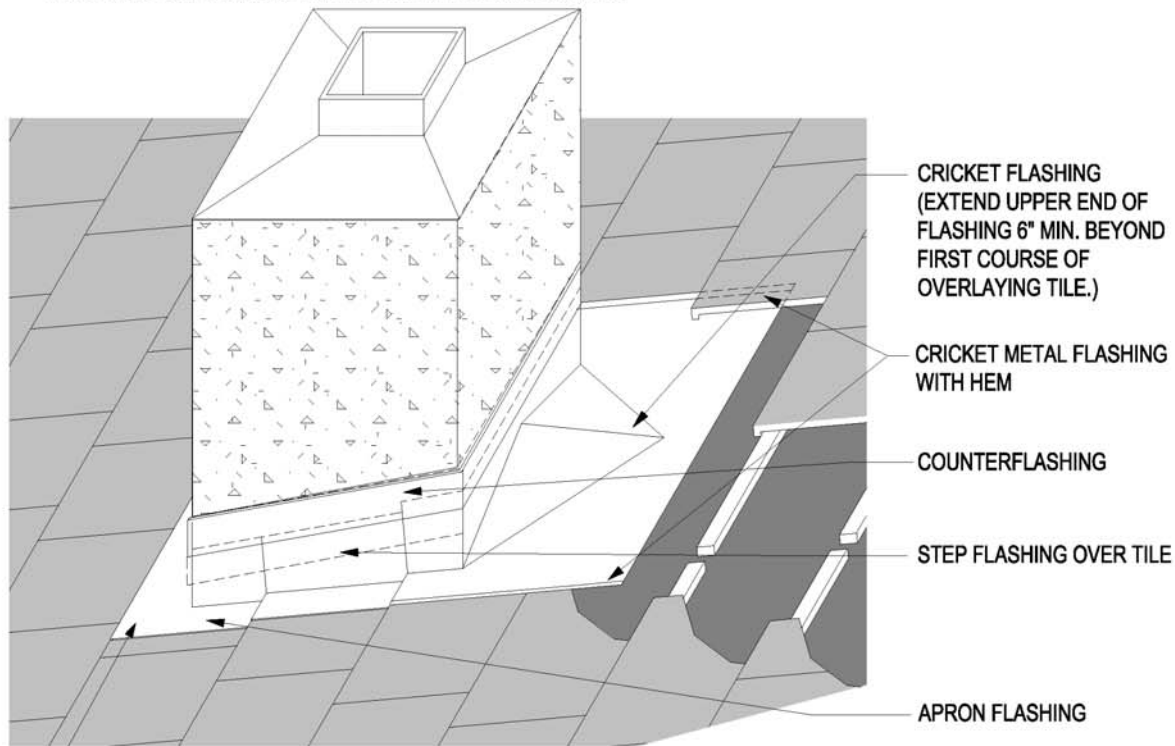 CRICKET FLASHING
(EXTEND UPPER END OF
FLASHING 6" MIN. BEYOND
FIRST COURSE OF
OVERLAYING TILE.)
CRICKET METAL FLASHING
WITH HEM
COUNTERFLASHING
STEP FLASHING OVER TILE
APRON FLASHING